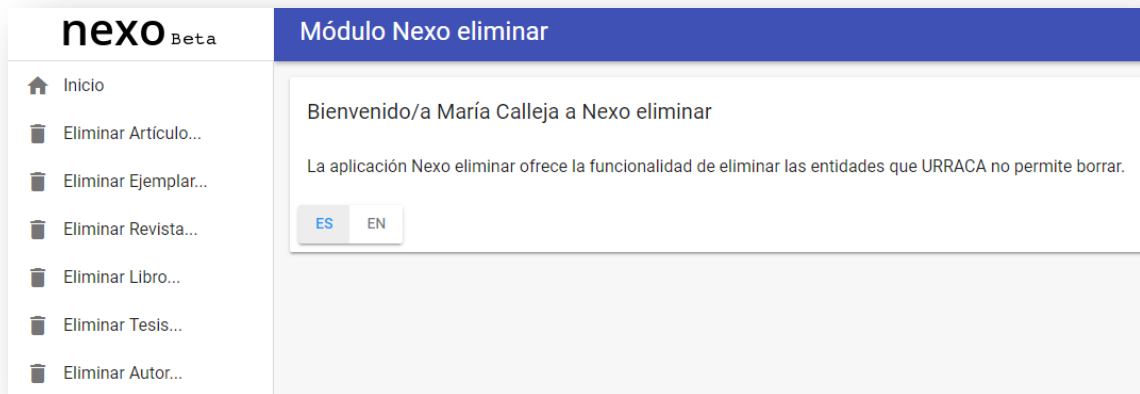 nexo Beta
Módulo Nexo eliminar
Inicio
Eliminar Artículo...
Eliminar Ejemplar...
Eliminar Revista...
Eliminar Libro...
Eliminar Tesis...
Eliminar Autor...
Bienvenido/a María Calleja a Nexo eliminar
La aplicación Nexo eliminar ofrece la funcionalidad de eliminar las entidades que URRACA no permite borrar.
ES EN